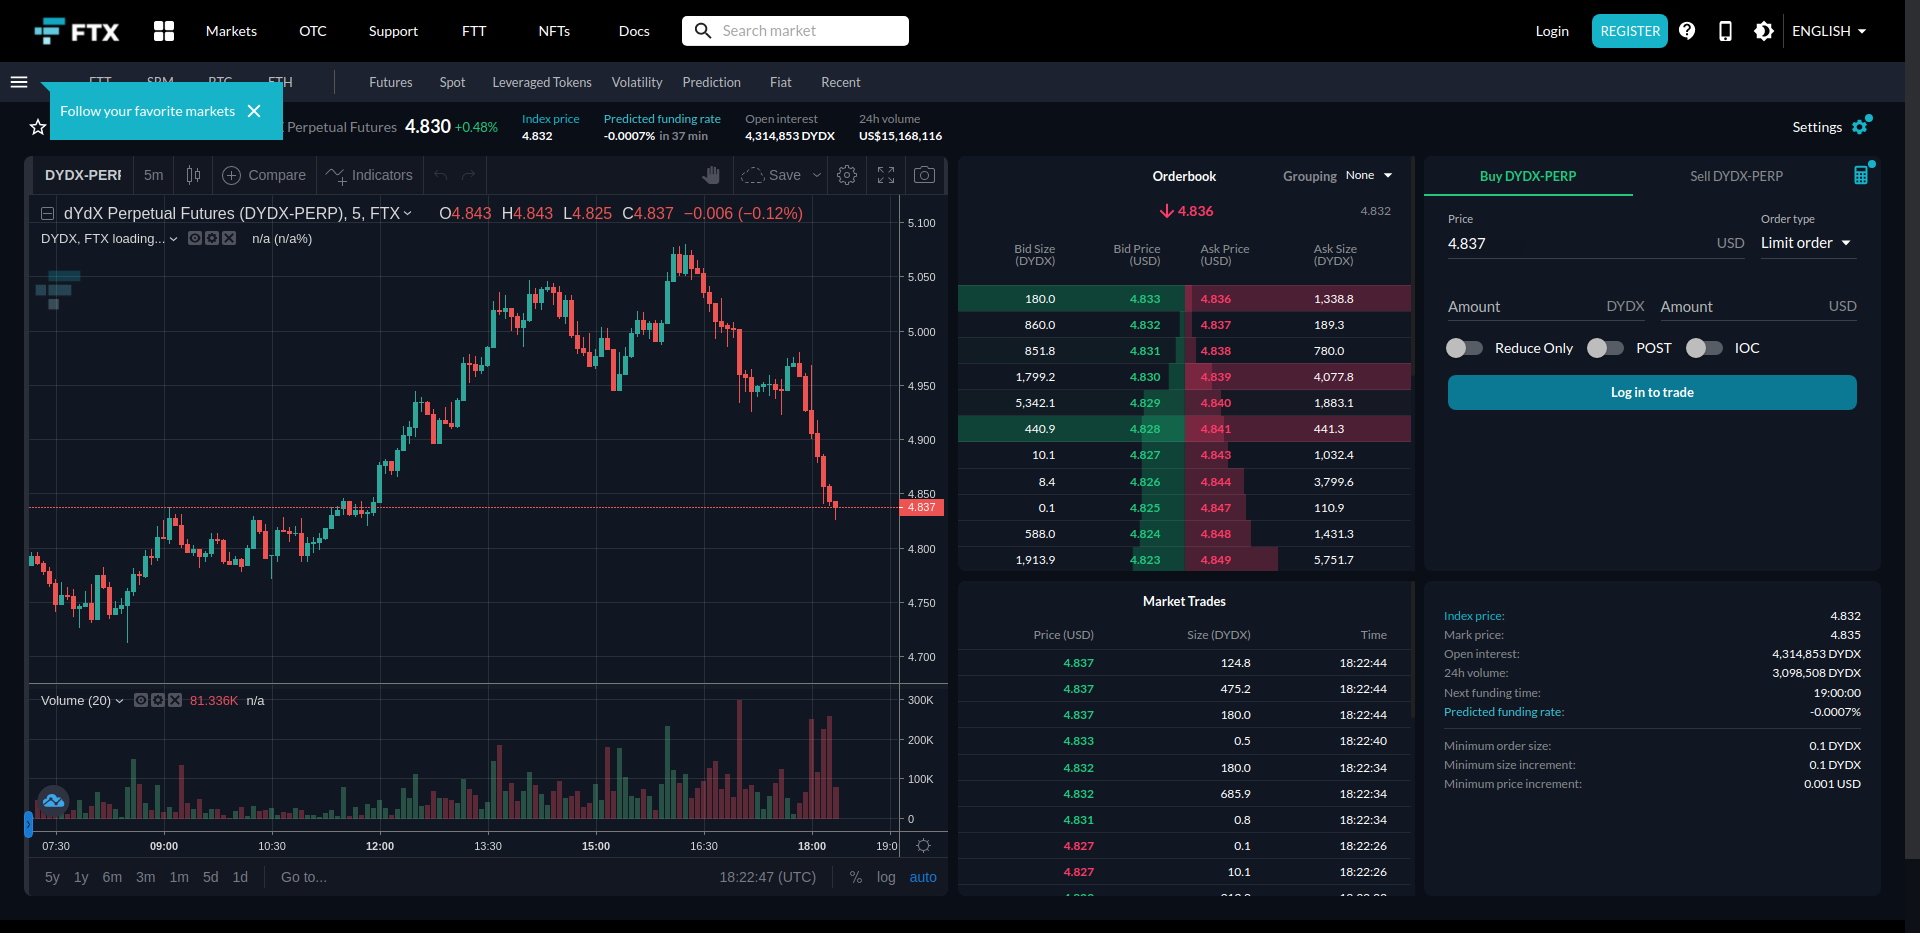 FTX
Markets
OTC
Support
FTT
NFTs
Docs
Search market
Login
REGISTER
ENGLISH
Futures
Spot
Leveraged Tokens
Volatility
Prediction
Fiat
Recent
Follow your favorite markets
Perpetual Futures 4.830 +0.48%
Index price
4.832
Predicted funding rate
-0.0007% in 37 min
Open interest
4,314,853 DYDX
24h volume
US$15,168,116
Settings
DYDX-PERP
5m
Compare
Indicators
Save
dYdX Perpetual Futures (DYDX-PERP), 5, FTX
O4.843 H4.843 L4.825 C4.837 −0.006 (−0.12%)
DYDX, FTX loading...
n/a (n/a%)
5.100
5.050
5.000
4.950
4.900
4.850
4.837
4.800
4.750
4.700
Volume (20)
81.336K n/a
300K
200K
100K
0
07:30 09:00 10:30 12:00 13:30 15:00 16:30 18:00 19:0
5y 1y 6m 3m 1m 5d 1d Go to...
18:22:47 (UTC) % log auto
Orderbook
Grouping None
4.836
4.832
Bid Size (DYDX) Bid Price (USD) Ask Price (USD) Ask Size (DYDX)
180.0 4.833 4.836 1,338.8
860.0 4.832 4.837 189.3
851.8 4.831 4.838 780.0
1,799.2 4.830 4.839 4,077.8
5,342.1 4.829 4.840 1,883.1
440.9 4.828 4.841 441.3
10.1 4.827 4.843 1,032.4
8.4 4.826 4.844 3,799.6
0.1 4.825 4.847 110.9
588.0 4.824 4.848 1,431.3
1,913.9 4.823 4.849 5,751.7
Market Trades
Price (USD) Size (DYDX) Time
4.837 124.8 18:22:44
4.837 475.2 18:22:44
4.837 180.0 18:22:44
4.833 0.5 18:22:40
4.832 180.0 18:22:34
4.832 685.9 18:22:34
4.831 0.8 18:22:34
4.827 0.1 18:22:26
4.827 10.1 18:22:26
Buy DYDX-PERP
Sell DYDX-PERP
Price
4.837 USD
Order type
Limit order
Amount DYDX
Amount USD
Reduce Only
POST
IOC
Log in to trade
Index price: 4.832
Mark price: 4.835
Open interest: 4,314,853 DYDX
24h volume: 3,098,508 DYDX
Next funding time: 19:00:00
Predicted funding rate: -0.0007%
Minimum order size: 0.1 DYDX
Minimum size increment: 0.1 DYDX
Minimum price increment: 0.001 USD